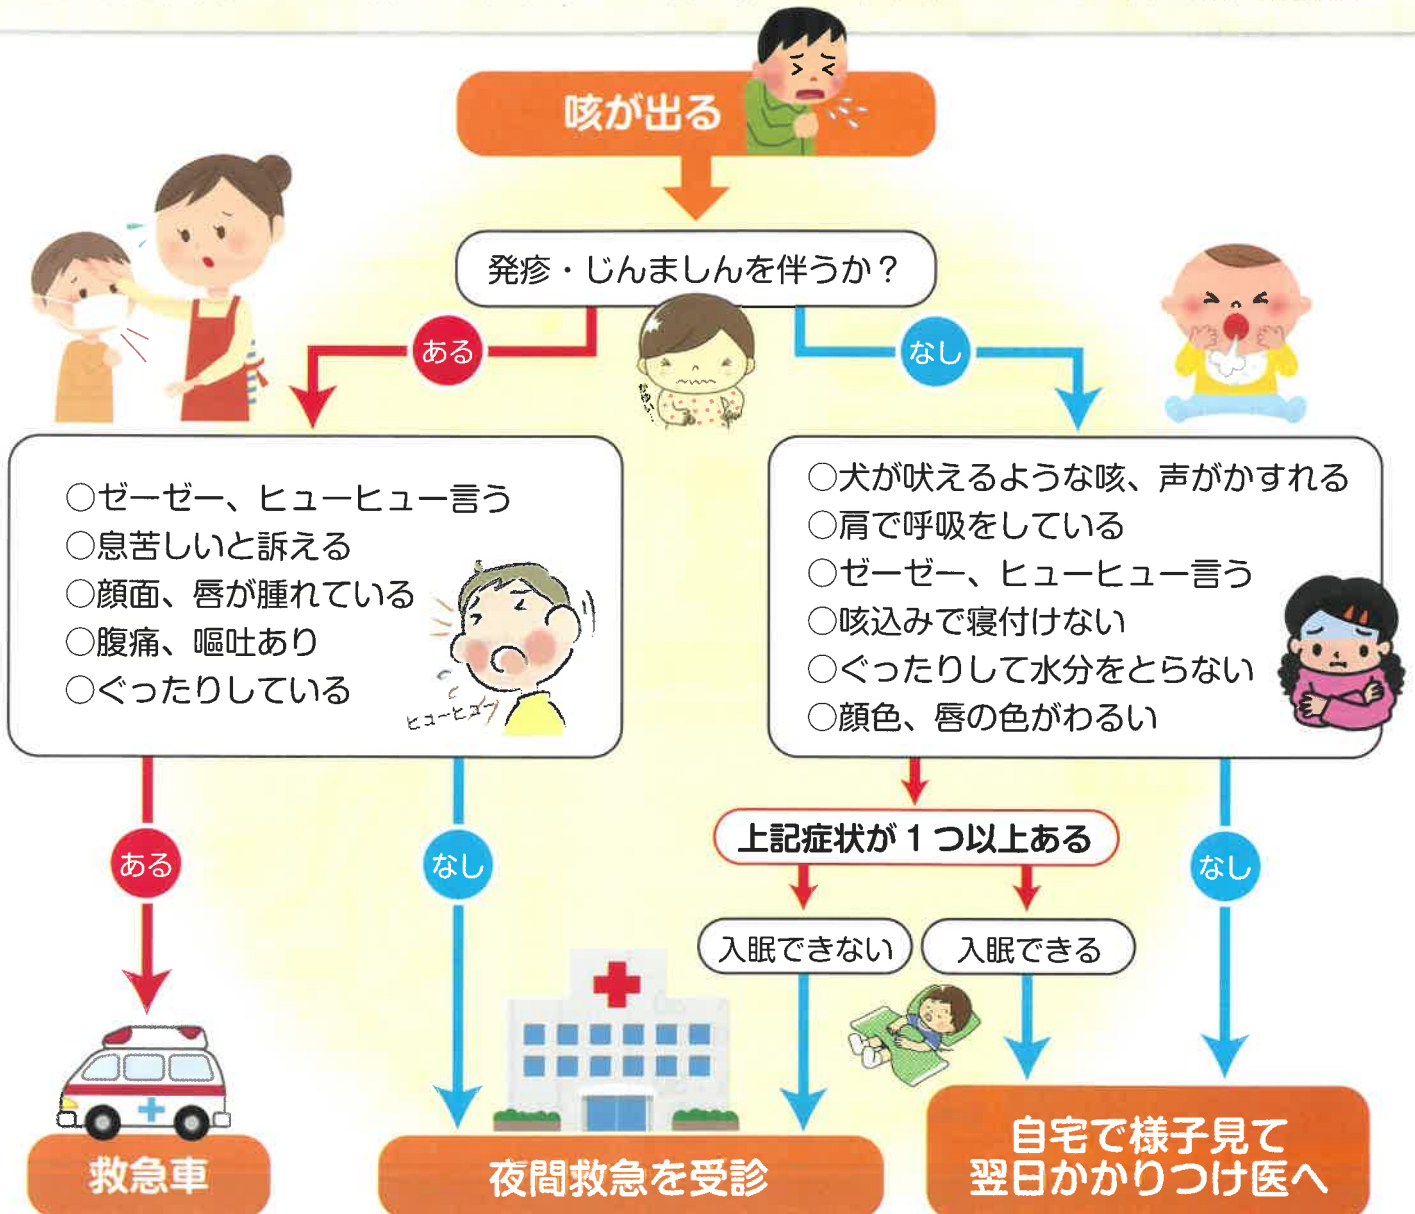 咳が出る
発疹・じんましんを伴うか？
ある
なし
かゆい…
○ゼーゼー、ヒューヒュー言う
○息苦しいと訴える
○顔面、唇が腫れている
○腹痛、嘔吐あり
○ぐったりしている
ヒューヒュー
○犬が吠えるような咳、声がかすれる
○肩で呼吸をしている
○ゼーゼー、ヒューヒュー言う
○咳込みで寝付けない
○ぐったりして水分をとらない
○顔色、唇の色がわるい
ある
なし
上記症状が１つ以上ある
なし
入眠できない
入眠できる
救急車
夜間救急を受診
自宅で様子見て
翌日かかりつけ医へ